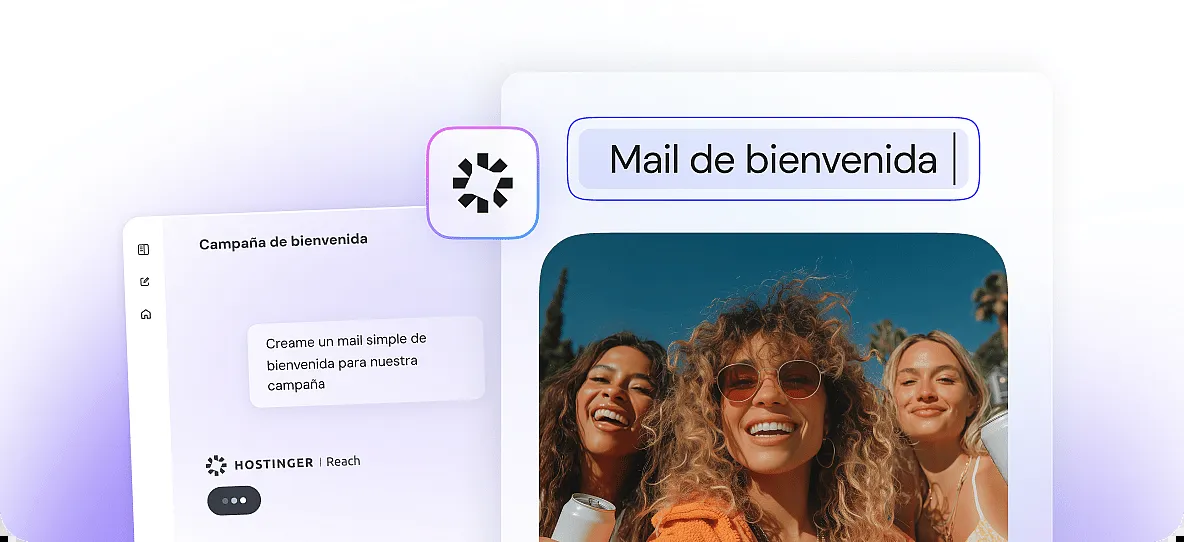 Mail de bienvenida
Campaña de bienvenida
Creame un mail simple de
bienvenida para nuestra
campaña
HOSTINGER | Reach